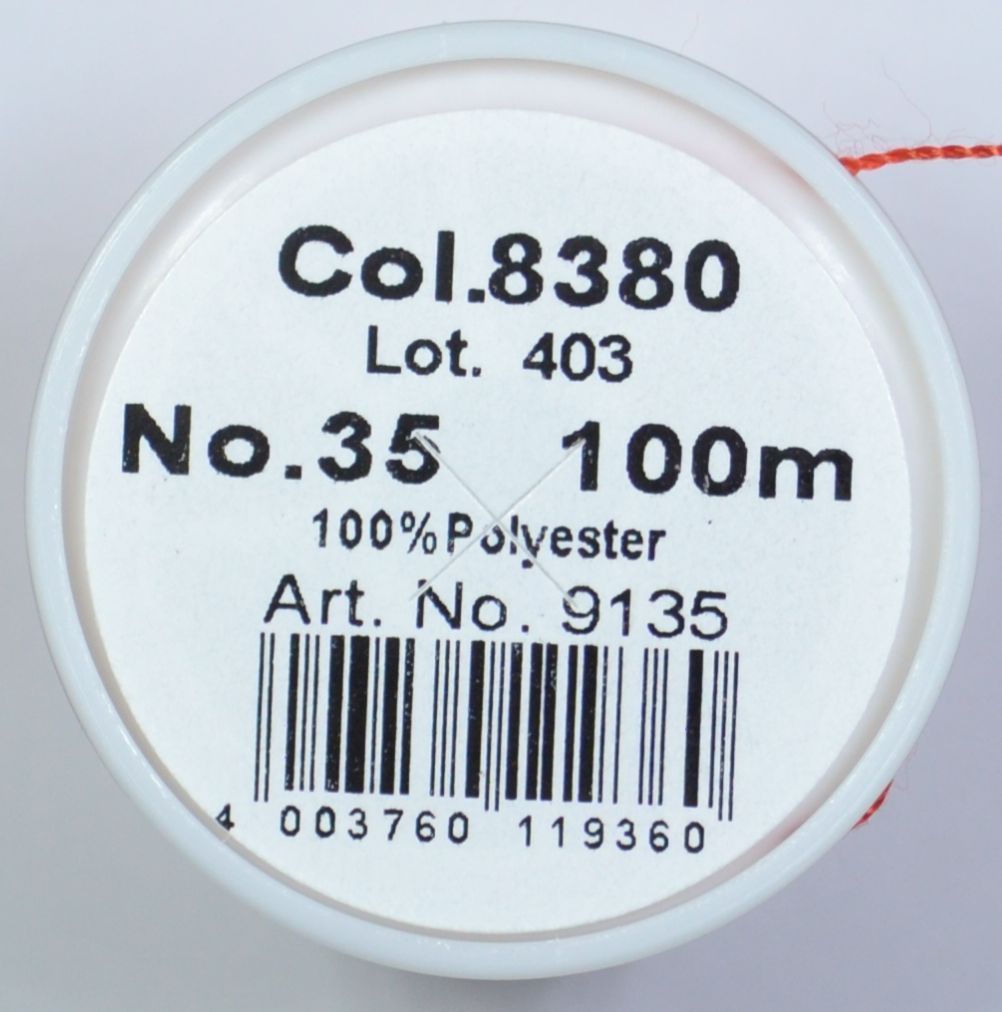 Col.8380
Lot. 403
No.35 100m
100%Polyester
Art. No. 9135
4 003760 119360